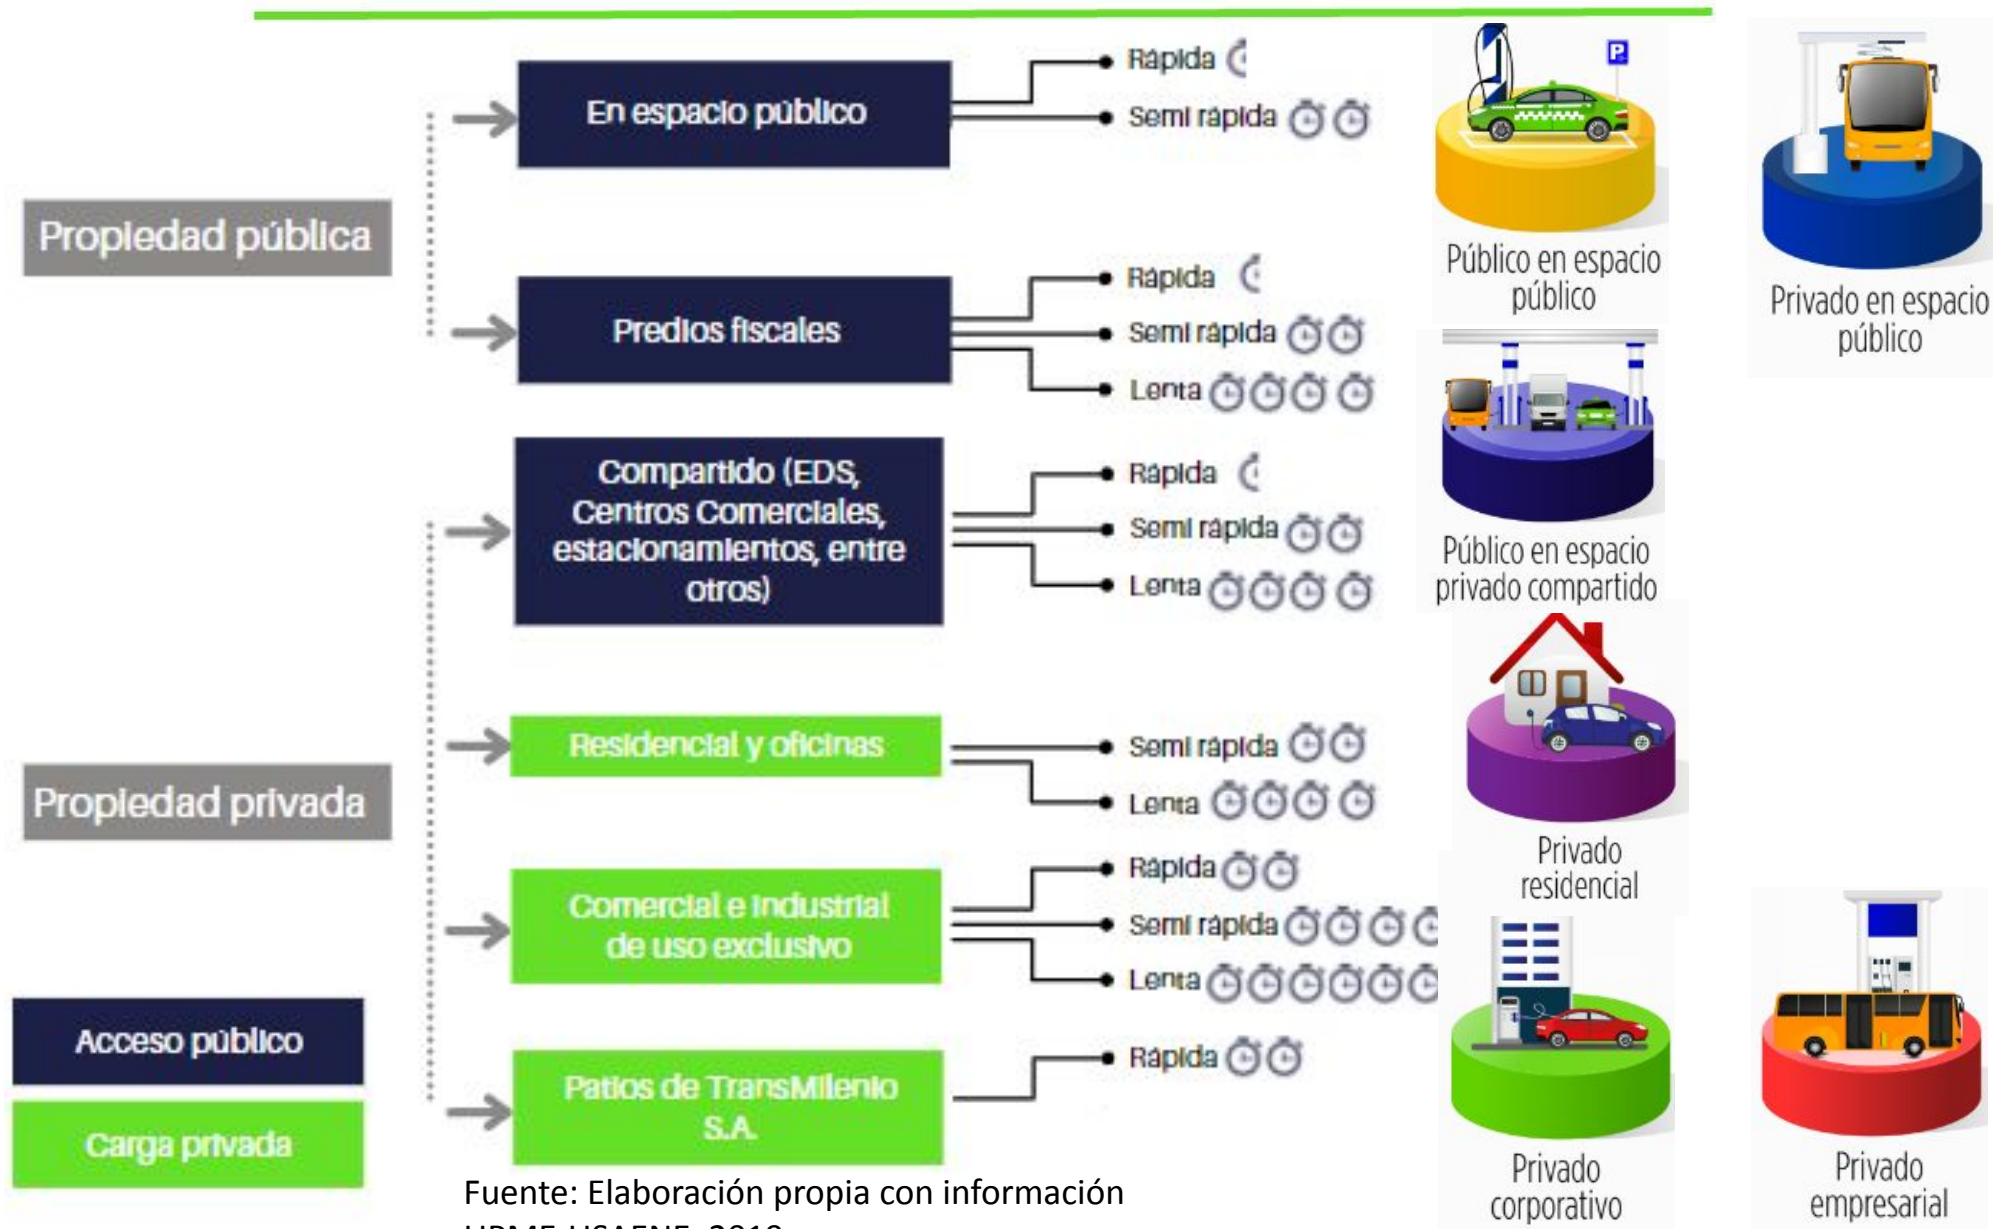 Propiedad pública
En espacio público
Rápida
Semi rápida
Predios fiscales
Rápida
Semi rápida
Lenta
Propiedad privada
Compartido (EDS,
Centros Comerciales,
estacionamientos, entre
otros)
Rápida
Semi rápida
Lenta
Residencial y oficinas
Semi rápida
Lenta
Comercial e Industrial
de uso exclusivo
Rápida
Semi rápida
Lenta
Patios de TransMilenio
S.A.
Rápida
Acceso público
Carga privada
P
Público en espacio
público
Privado en espacio
público
Público en espacio
privado compartido
Privado
residencial
Privado
corporativo
Privado
empresarial
Fuente: Elaboración propia con información